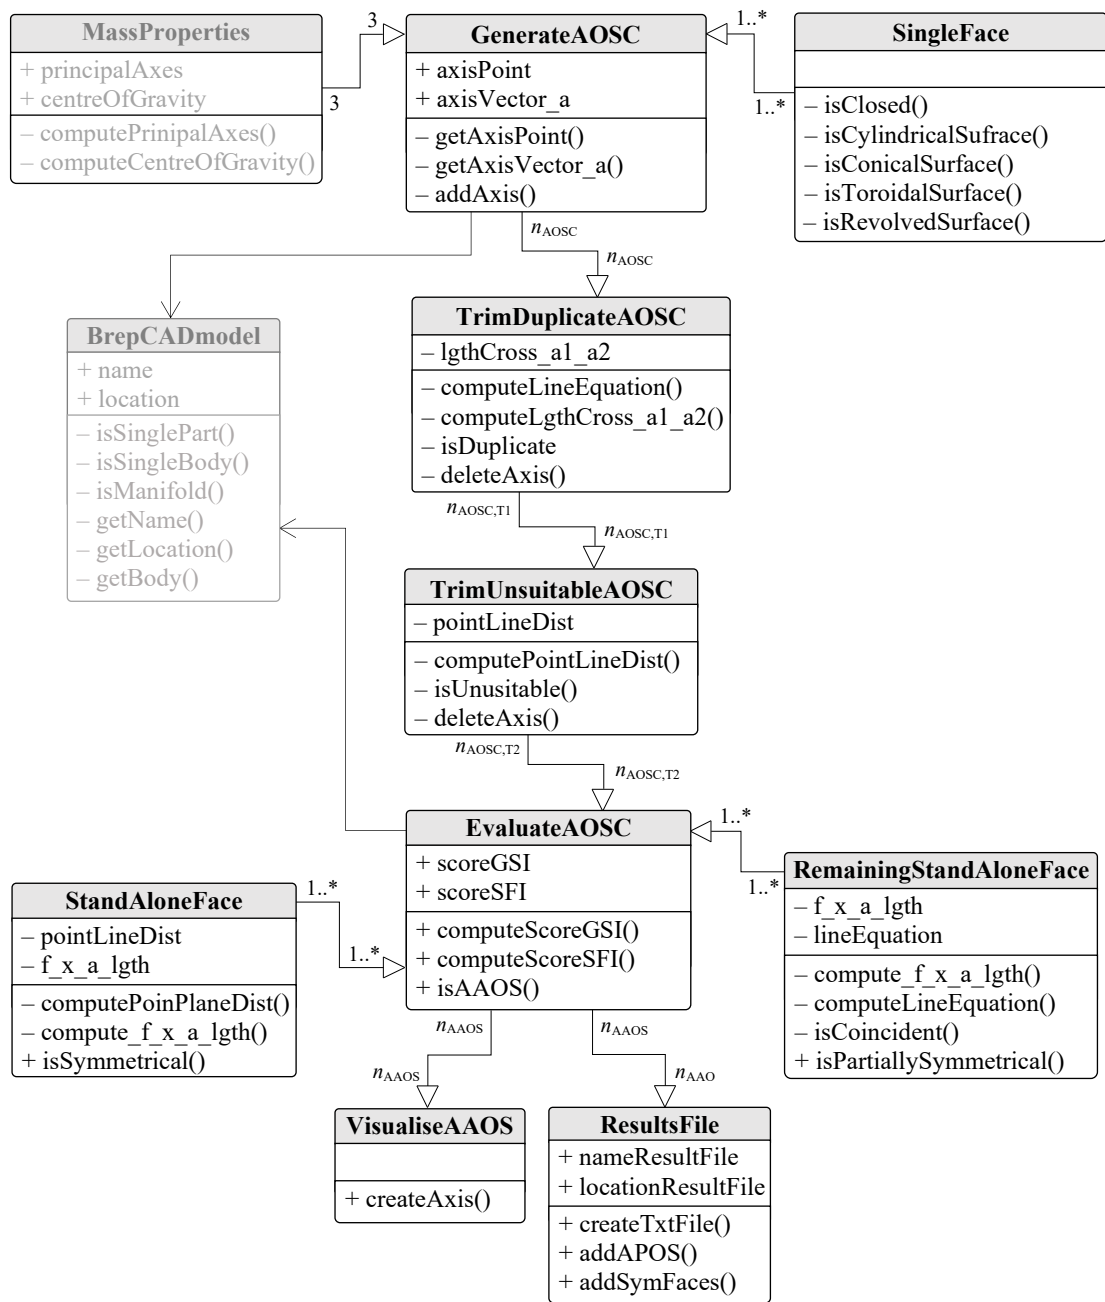 MassProperties
+ principalAxes
+ centreOfGravity
– computePrinipalAxes()
– computeCentreOfGravity()
3
3
GenerateAOSC
+ axisPoint
+ axisVector_a
– getAxisPoint()
– getAxisVector_a()
– addAxis()
1..*
1..*
SingleFace
– isClosed()
– isCylindricalSufrace()
– isConicalSurface()
– isToroidalSurface()
– isRevolvedSurface()
nAOSC
nAOSC
BrepCADmodel
+ name
+ location
– isSinglePart()
– isSingleBody()
– isManifold()
– getName()
– getLocation()
– getBody()
TrimDuplicateAOSC
– lgthCross_a1_a2
– computeLineEquation()
– computeLgthCross_a1_a2()
– isDuplicate
– deleteAxis()
nAOSC,T1
nAOSC,T1
TrimUnsuitableAOSC
– pointLineDist
– computePointLineDist()
– isUnusitable()
– deleteAxis()
nAOSC,T2
nAOSC,T2
EvaluateAOSC
+ scoreGSI
+ scoreSFI
+ computeScoreGSI()
+ computeScoreSFI()
+ isAAOS()
1..*
1..*
RemainingStandAloneFace
– f_x_a_lgth
– lineEquation
– compute_f_x_a_lgth()
– computeLineEquation()
– isCoincident()
+ isPartiallySymmetrical()
StandAloneFace
– pointLineDist
– f_x_a_lgth
– computePoinPlaneDist()
– compute_f_x_a_lgth()
+ isSymmetrical()
1..*
1..*
nAAOS
nAAOS
nAAOS
nAAO
VisualiseAAOS
+ createAxis()
ResultsFile
+ nameResultFile
+ locationResultFile
+ createTxtFile()
+ addAPOS()
+ addSymFaces()